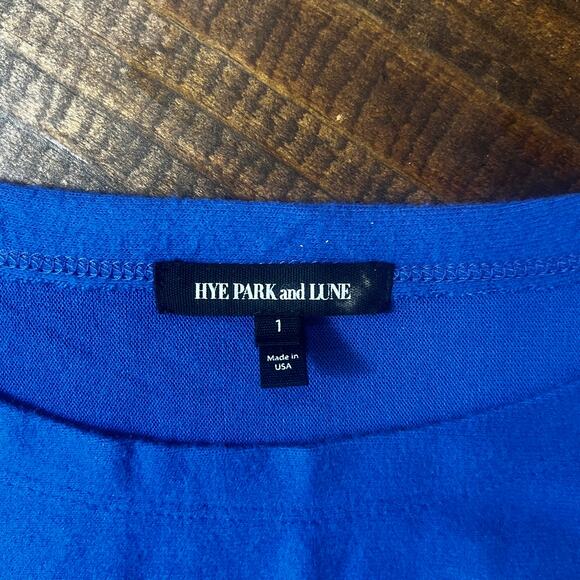 HYE PARK and LUNE
1
Made in
USA